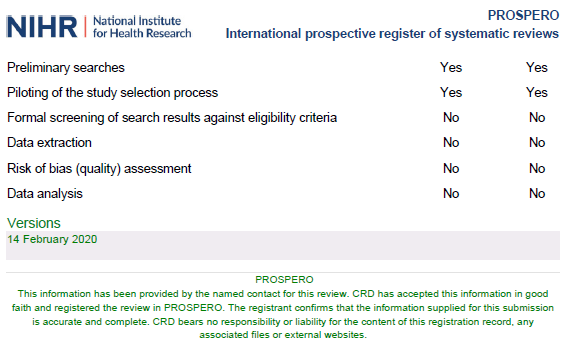 PROSPERO
NIHR | National Institute for Health Research
International prospective register of systematic reviews
Preliminary searches Yes Yes
Piloting of the study selection process Yes Yes
Formal screening of search results against eligibility criteria No No
Data extraction No No
Risk of bias (quality) assessment No No
Data analysis No No
Versions
14 February 2020
PROSPERO
This information has been provided by the named contact for this review. CRD has accepted this information in good
faith and registered the review in PROSPERO. The registrant confirms that the information supplied for this submission
is accurate and complete. CRD bears no responsibility or liability for the content of this registration record, any
associated files or external websites.